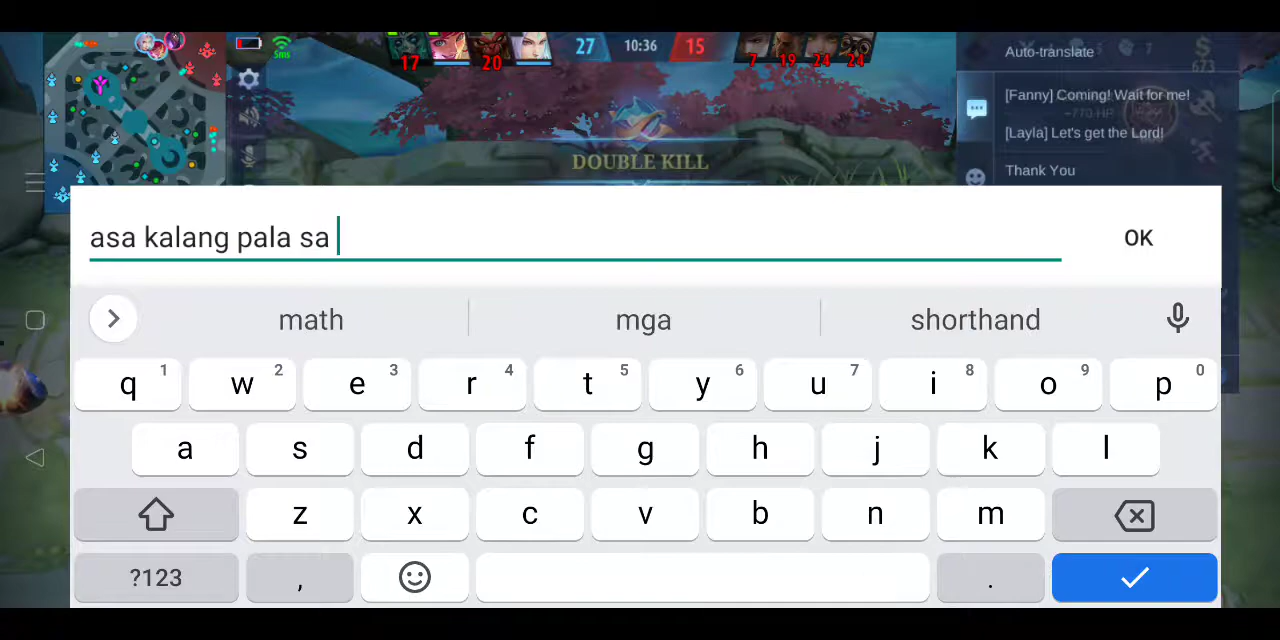 5ms
17
20
27
10:36
15
7
19
24
24
673
Auto-translate
[Fanny] Coming! Wait for me!
[Layla] Let's get the Lord!
Thank You
DOUBLE KILL
asa kalang pala sa
OK
math mga shorthand
q 1 w 2 e 3 r 4 t 5 y 6 u 7 i 8 o 9 p 0
a s d f g h j k l
z x c v b n m
?123 , .